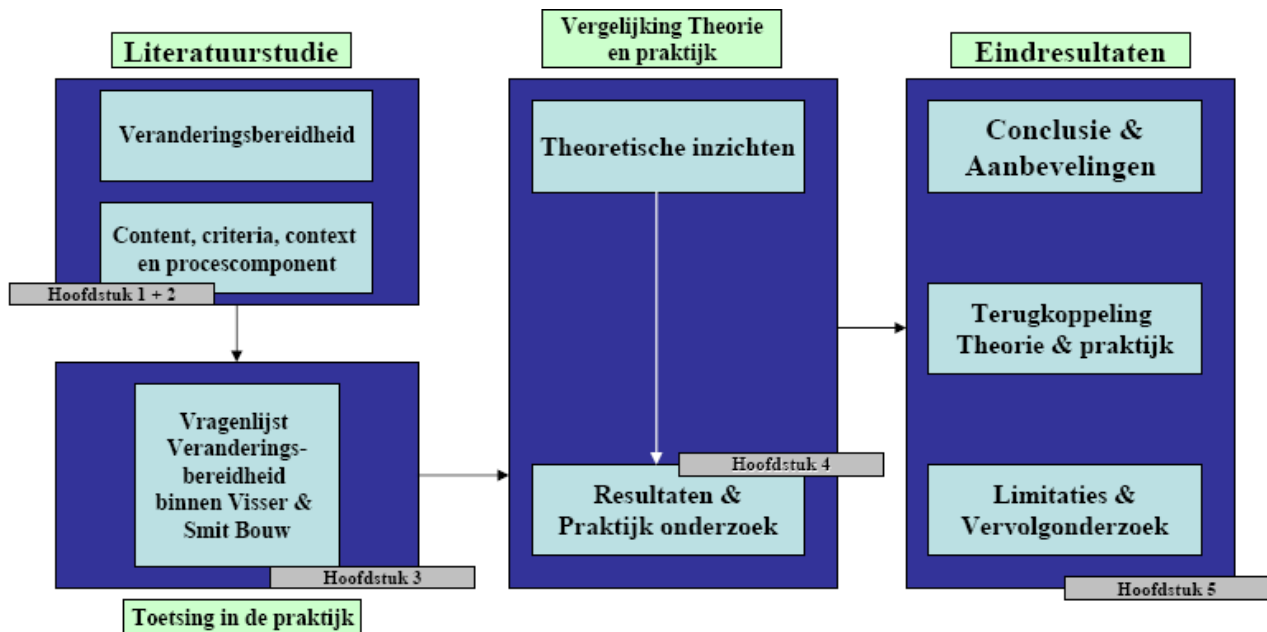 Literatuurstudie
Veranderingsbereidheid
Content, criteria, context
en procescomponent
Hoofdstuk 1 + 2
Vragenlijst
Veranderings-
bereidheid
binnen Visser &
Smit Bouw
Hoofdstuk 3
Toetsing in de praktijk
Vergelijking Theorie
en praktijk
Theoretische inzichten
Hoofdstuk 4
Resultaten &
Praktijk onderzoek
Eindresultaten
Conclusie &
Aanbevelingen
Terugkoppeling
Theorie & praktijk
Limitaties &
Vervolgonderzoek
Hoofdstuk 5